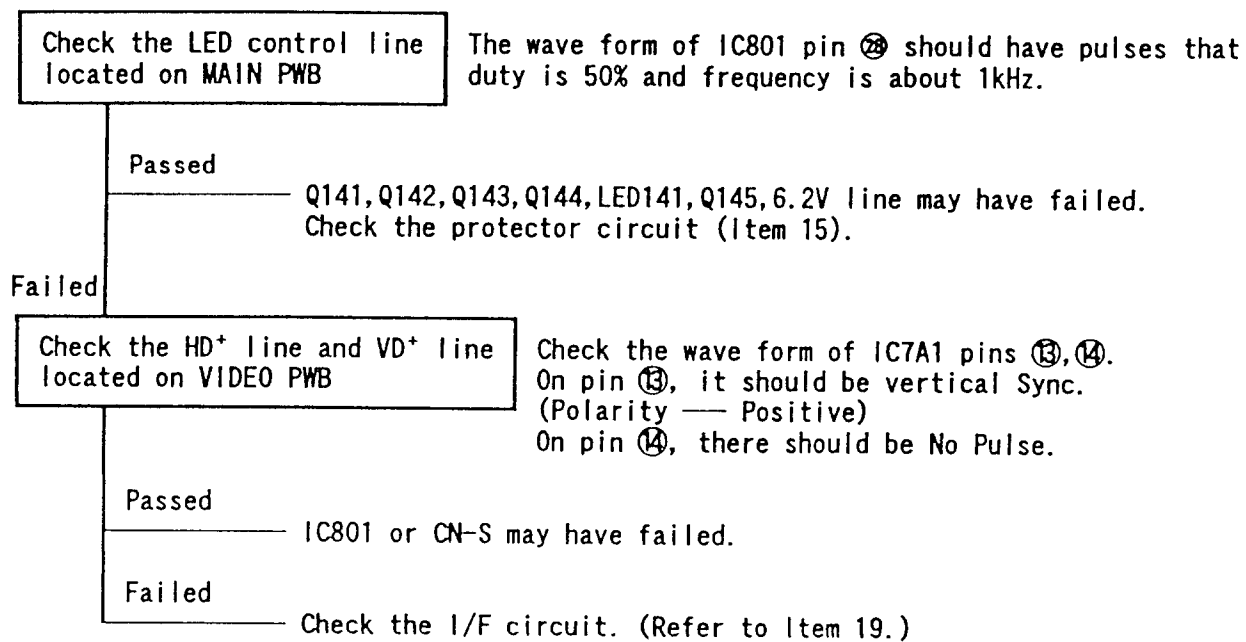 Check the LED control line
located on MAIN PWB
The wave form of IC801 pin ㉘ should have pulses that
duty is 50% and frequency is about 1kHz.
Passed
Q141,Q142,Q143,Q144,LED141,Q145,6.2V line may have failed.
Check the protector circuit (Item 15).
Failed
Check the HD⁺ line and VD⁺ line
located on VIDEO PWB
Check the wave form of IC7A1 pins ⑬,⑭.
On pin ⑬, it should be vertical Sync.
(Polarity — Positive)
On pin ⑭, there should be No Pulse.
Passed
IC801 or CN-S may have failed.
Failed
Check the I/F circuit. (Refer to Item 19.)